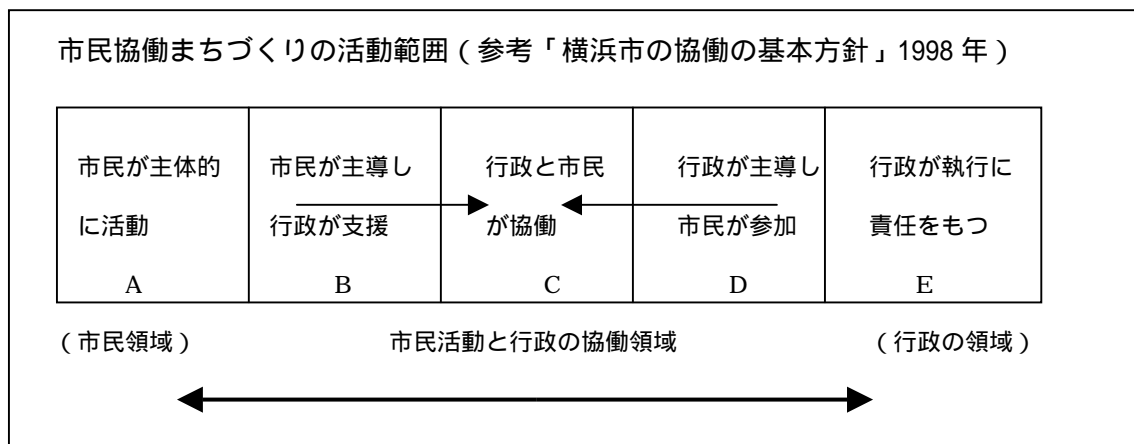 市民協働まちづくりの活動範囲(参考「横浜市の協働の基本方針」1998年)
市民が主体的
に活動
A
市民が主導し
行政が支援
B
行政と市民
が協働
C
行政が主導し
市民が参加
D
行政が執行に
責任をもつ
E
(市民領域)
市民活動と行政の協働領域
(行政の領域)